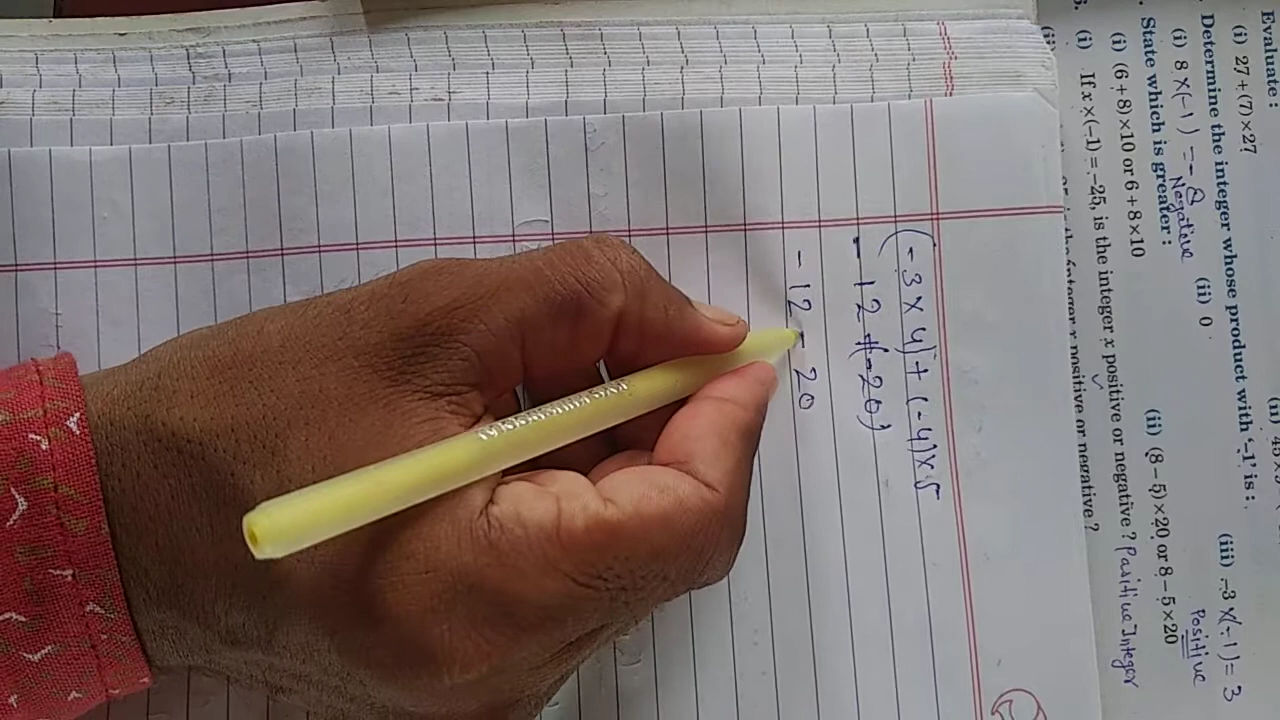 Evaluate :
(i) 27 + (7) × 27
Determine the integer whose product with '–1' is :
(i) 8 × (-1) = -8 (ii) 0 (iii) –3 × (-1) = 3
Negative Positive
State which is greater :
(i) (6 + 8) × 10 or 6 + 8 × 10 (ii) (8 – 5) × 20 or 8 – 5 × 20
(i) If x × (–1) = –25, is the integer x positive or negative ? Positive Integer
x positive or negative ?
(-3 × 4) + (-4) × 5
-12 + (-20)
-12 - 20